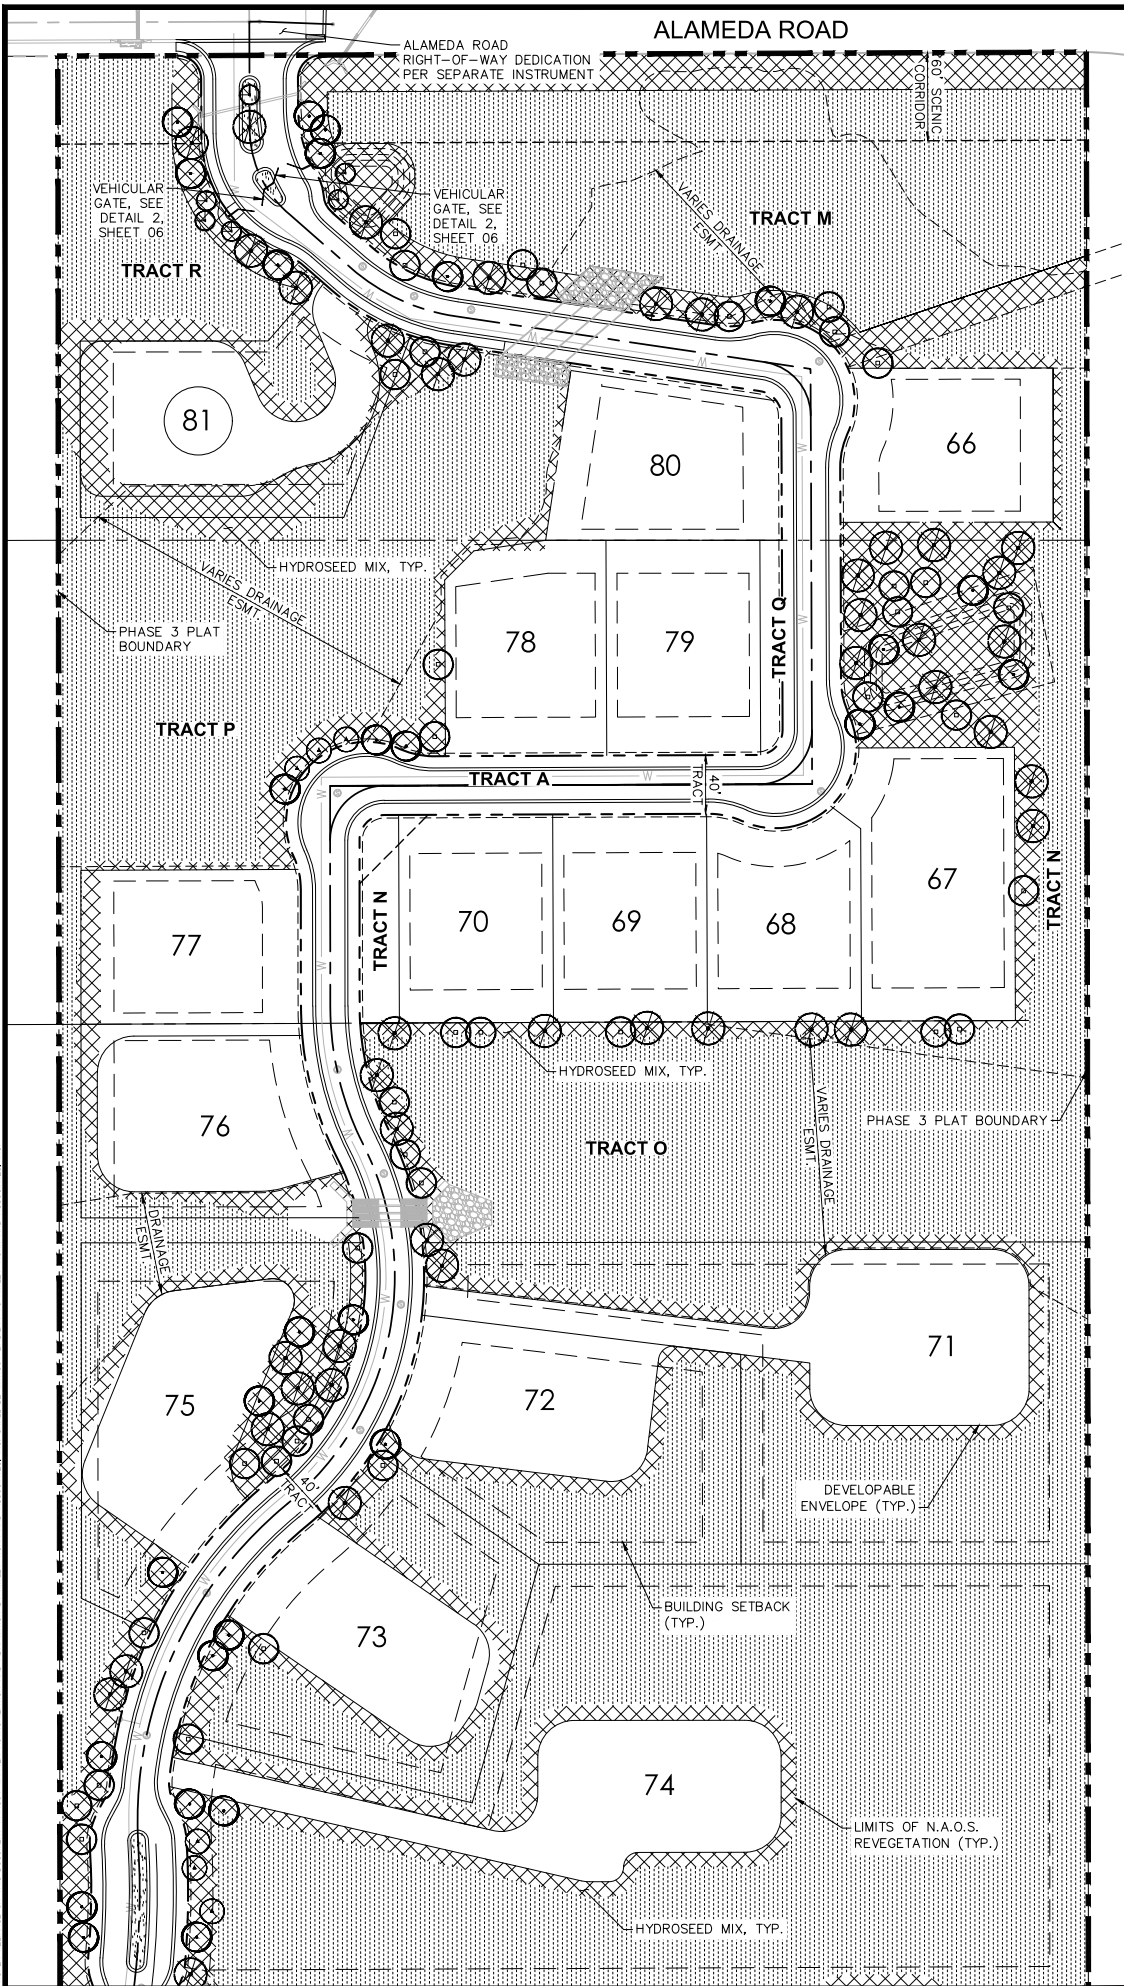 ALAMEDA ROAD
ALAMEDA ROAD
RIGHT-OF-WAY DEDICATION
PER SEPARATE INSTRUMENT
60' SCENIC
CORRIDOR
VEHICULAR
GATE, SEE
DETAIL 2,
SHEET 06
VEHICULAR
GATE, SEE
DETAIL 2,
SHEET 06
VARIES DRAINAGE
ESMT.
TRACT M
TRACT R
W
W
W
W
81
80
66
W
HYDROSEED MIX, TYP.
VARIES DRAINAGE
ESMT.
PHASE 3 PLAT
BOUNDARY
78
79
TRACT Q
W
TRACT P
TRACT A
W
40'
TRACT
W
TRACT N
70
69
68
67
TRACT N
77
W
HYDROSEED MIX, TYP.
76
W
VARIES DRAINAGE
ESMT.
PHASE 3 PLAT BOUNDARY
TRACT O
DRAINAGE
ESMT.
W
71
75
72
W
40'
TRACT
DEVELOPABLE
ENVELOPE (TYP.)
W
BUILDING SETBACK
(TYP.)
73
W
74
LIMITS OF N.A.O.S.
REVEGETATION (TYP.)
W
HYDROSEED MIX, TYP.